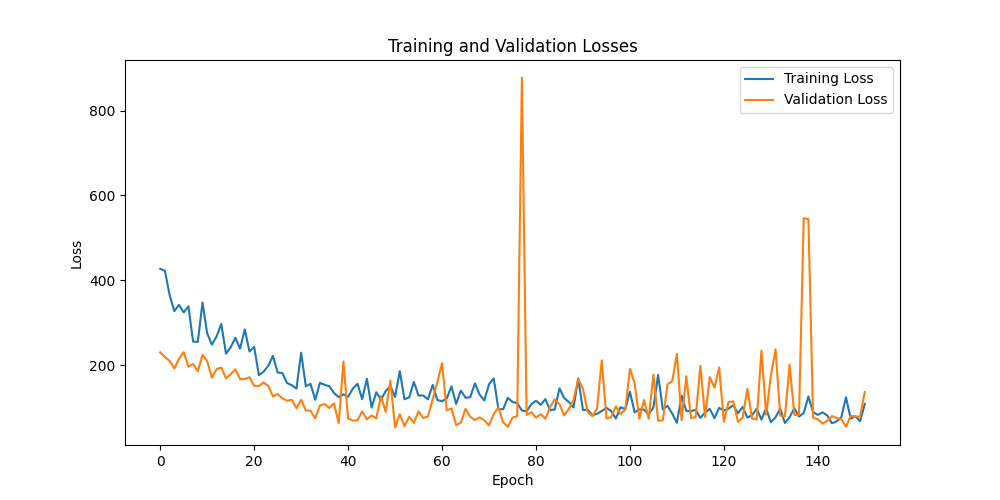 Training and Validation Losses
Training Loss
Validation Loss
800
600
400
200
Loss
0 20 40 60 80 100 120 140
Epoch